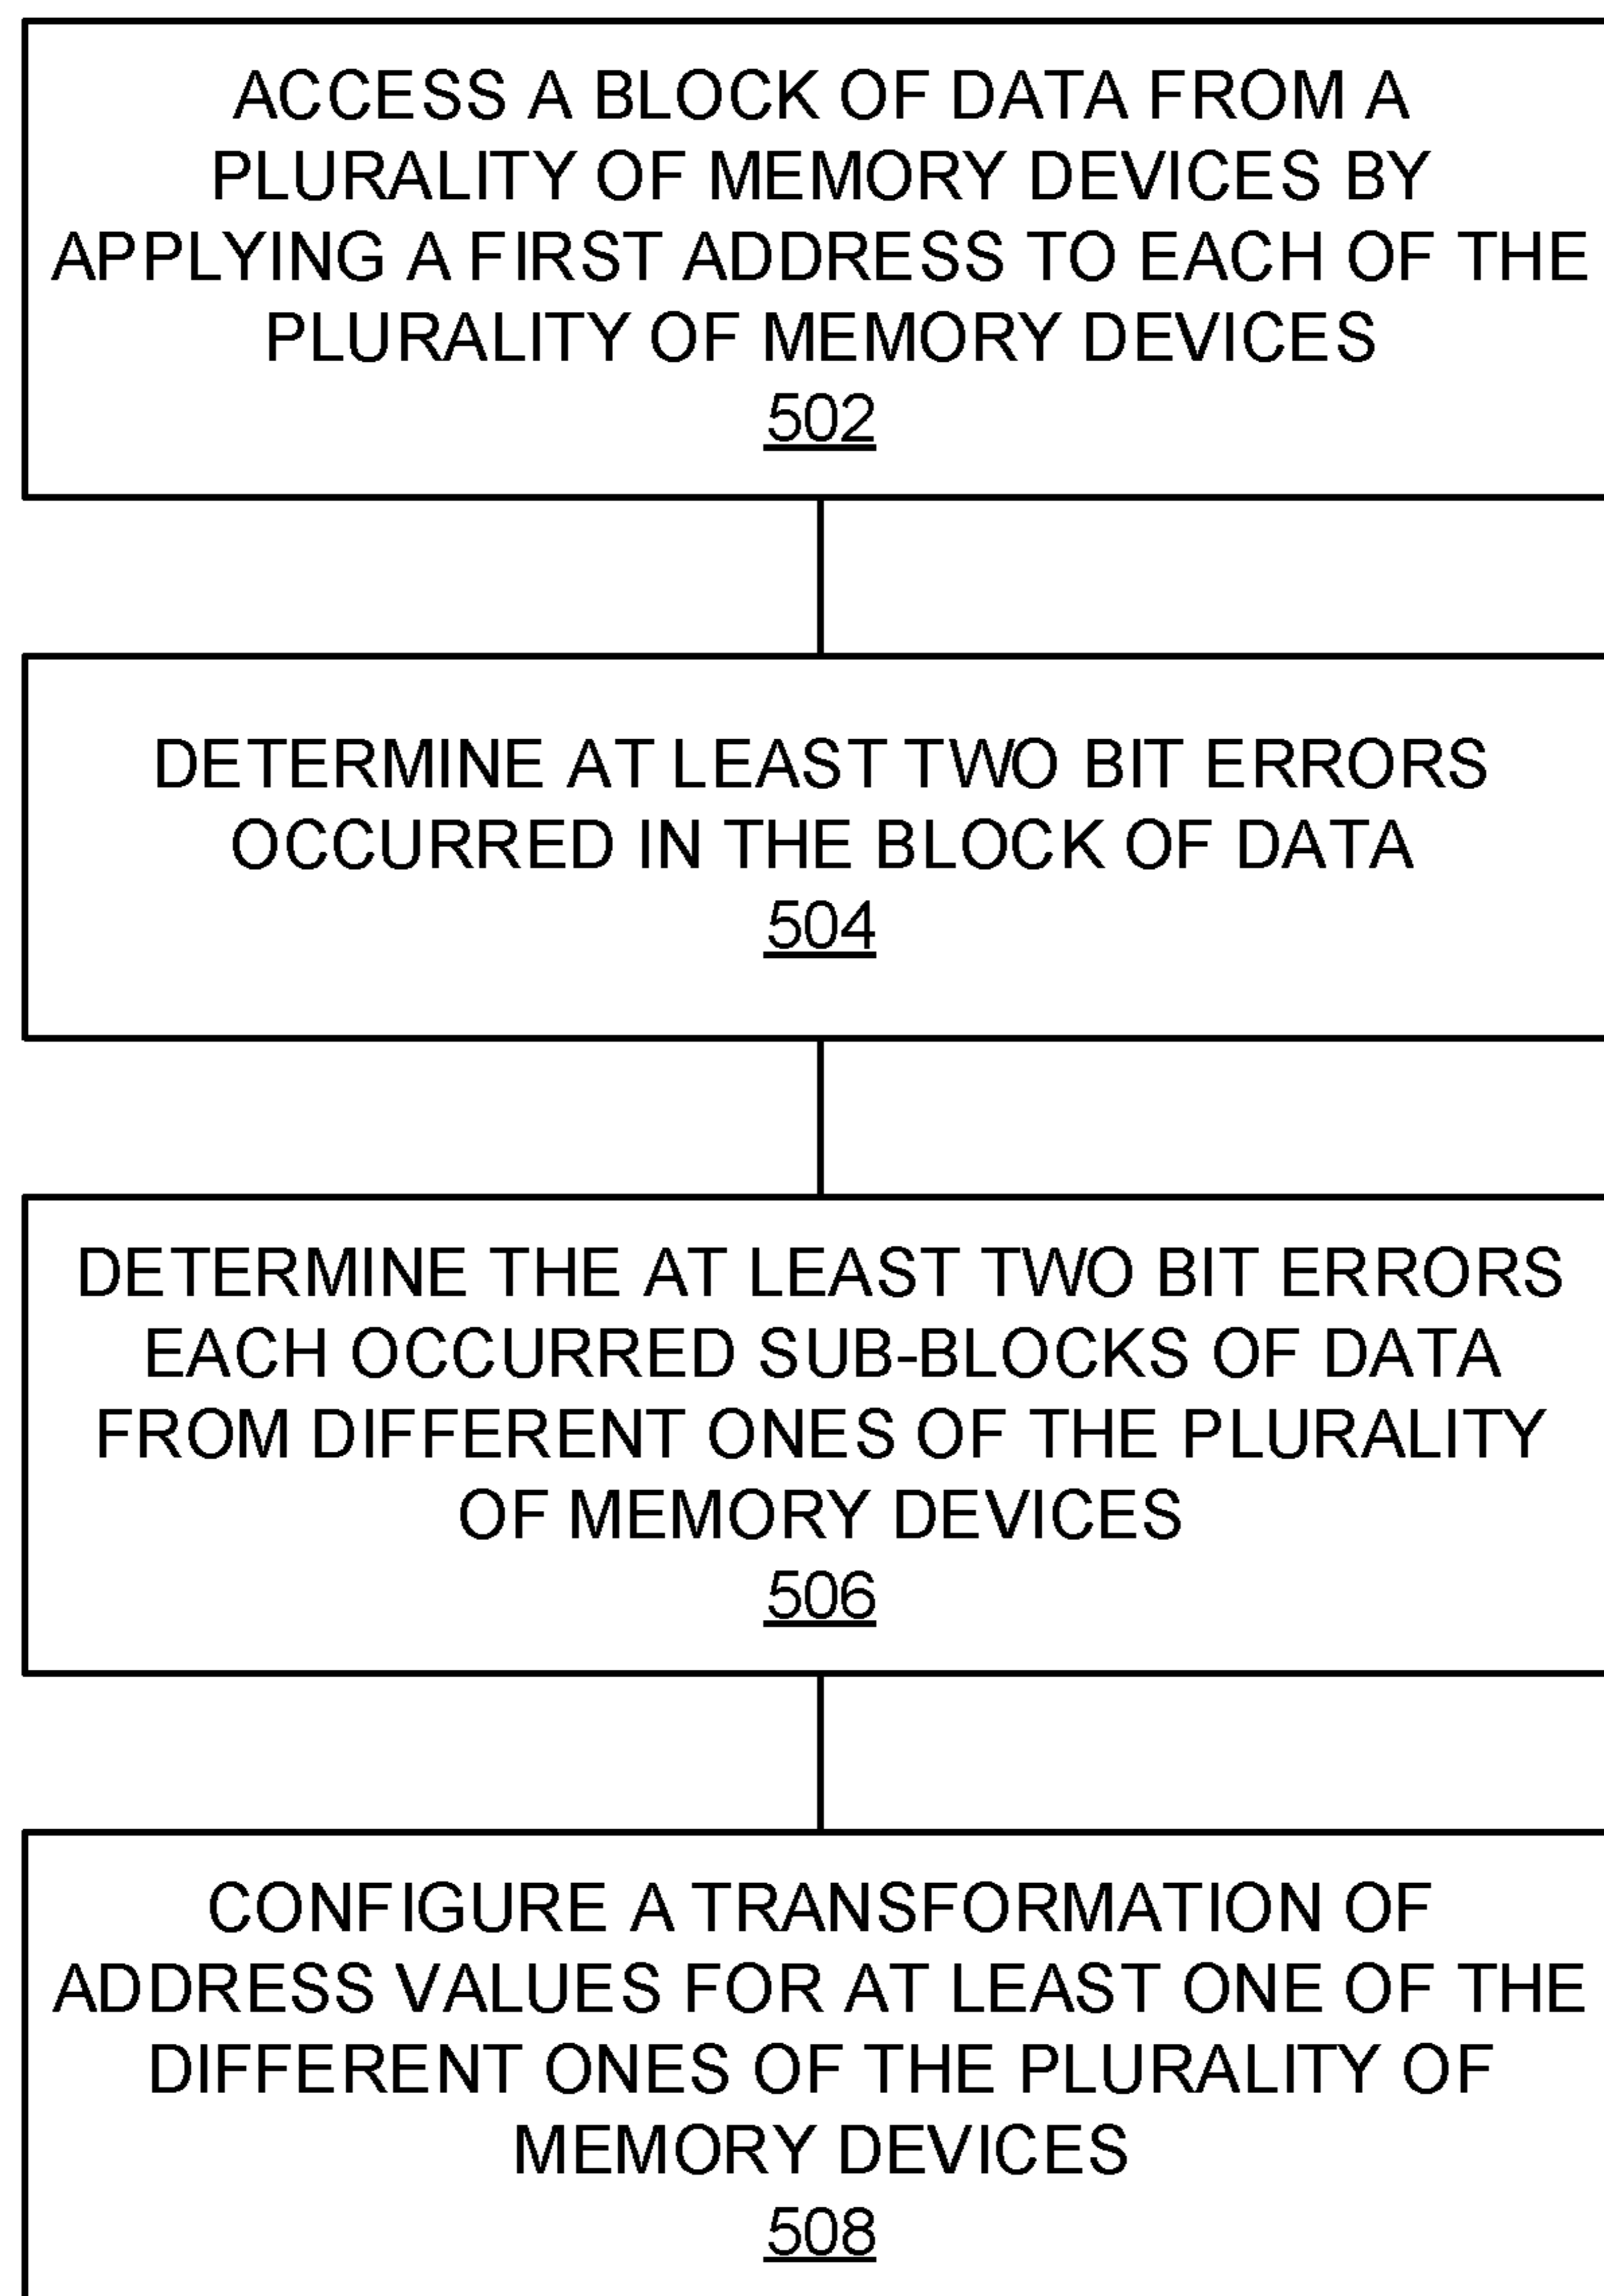 ACCESS A BLOCK OF DATA FROM A
PLURALITY OF MEMORY DEVICES BY
APPLYING A FIRST ADDRESS TO EACH OF THE
PLURALITY OF MEMORY DEVICES
502
DETERMINE AT LEAST TWO BIT ERRORS
OCCURRED IN THE BLOCK OF DATA
504
DETERMINE THE AT LEAST TWO BIT ERRORS
EACH OCCURRED SUB-BLOCKS OF DATA
FROM DIFFERENT ONES OF THE PLURALITY
OF MEMORY DEVICES
506
CONFIGURE A TRANSFORMATION OF
ADDRESS VALUES FOR AT LEAST ONE OF THE
DIFFERENT ONES OF THE PLURALITY OF
MEMORY DEVICES
508